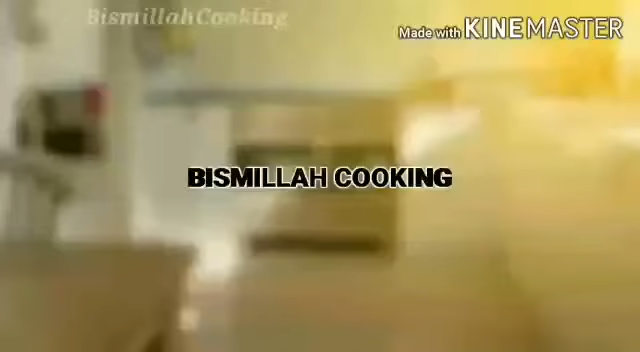 BismillahCooking
Made with KINEMASTER
BISMILLAH COOKING